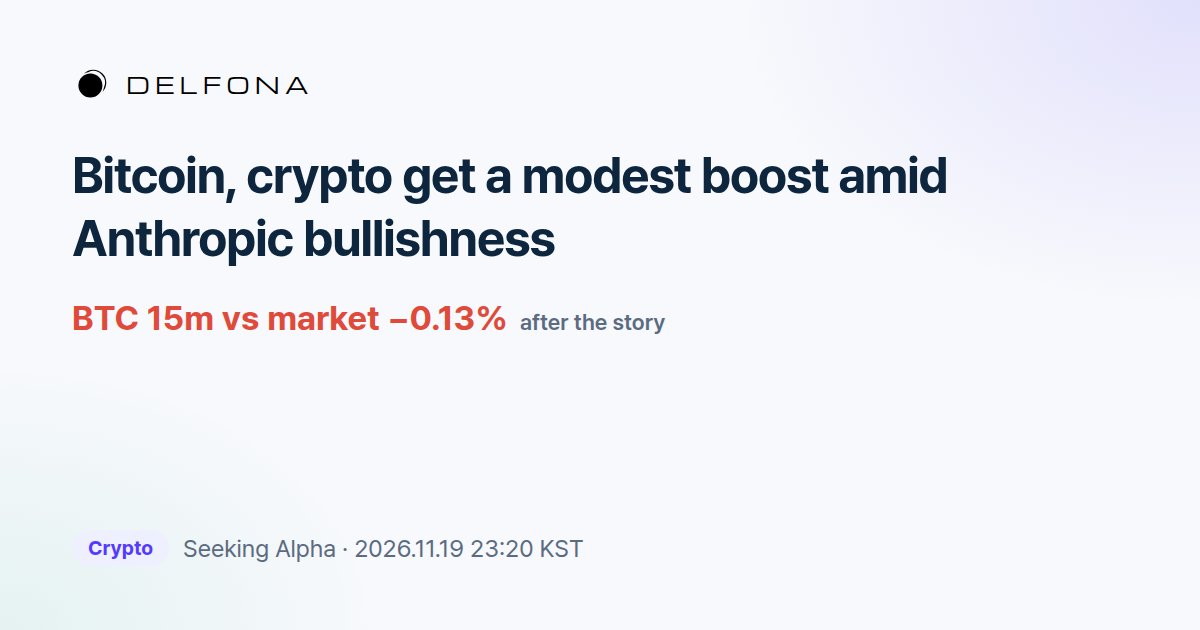 DELFONA
Bitcoin, crypto get a modest boost amid
Anthropic bullishness
BTC 15m vs market −0.13% after the story
Crypto Seeking Alpha · 2026.11.19 23:20 KST